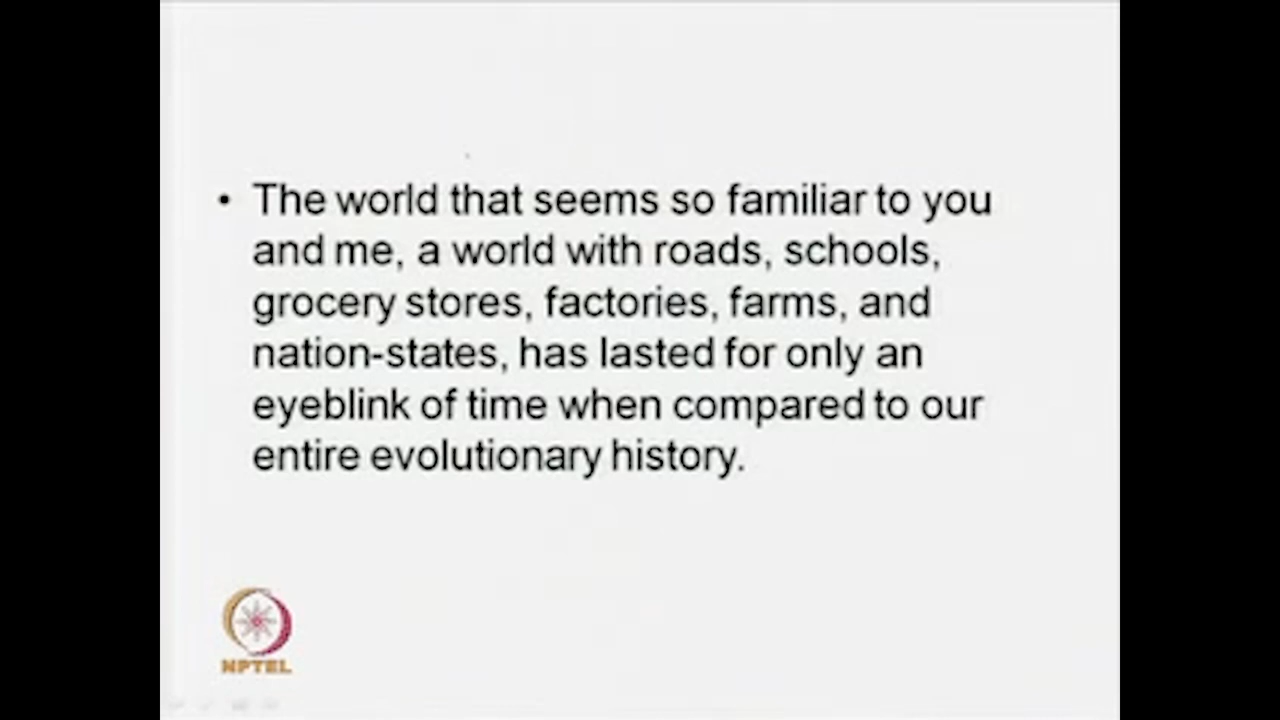 • The world that seems so familiar to you
and me, a world with roads, schools,
grocery stores, factories, farms, and
nation-states, has lasted for only an
eyeblink of time when compared to our
entire evolutionary history.
NPTEL